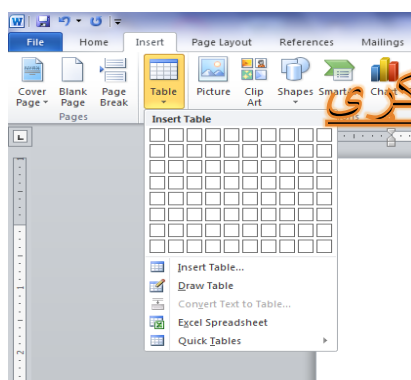 File Home Insert Page Layout References Mailings
Cover Page Blank Page Page Break Table Picture Clip Art Shapes
Pages
Insert Table
Insert Table...
Draw Table
Convert Text to Table...
Excel Spreadsheet
Quick Tables